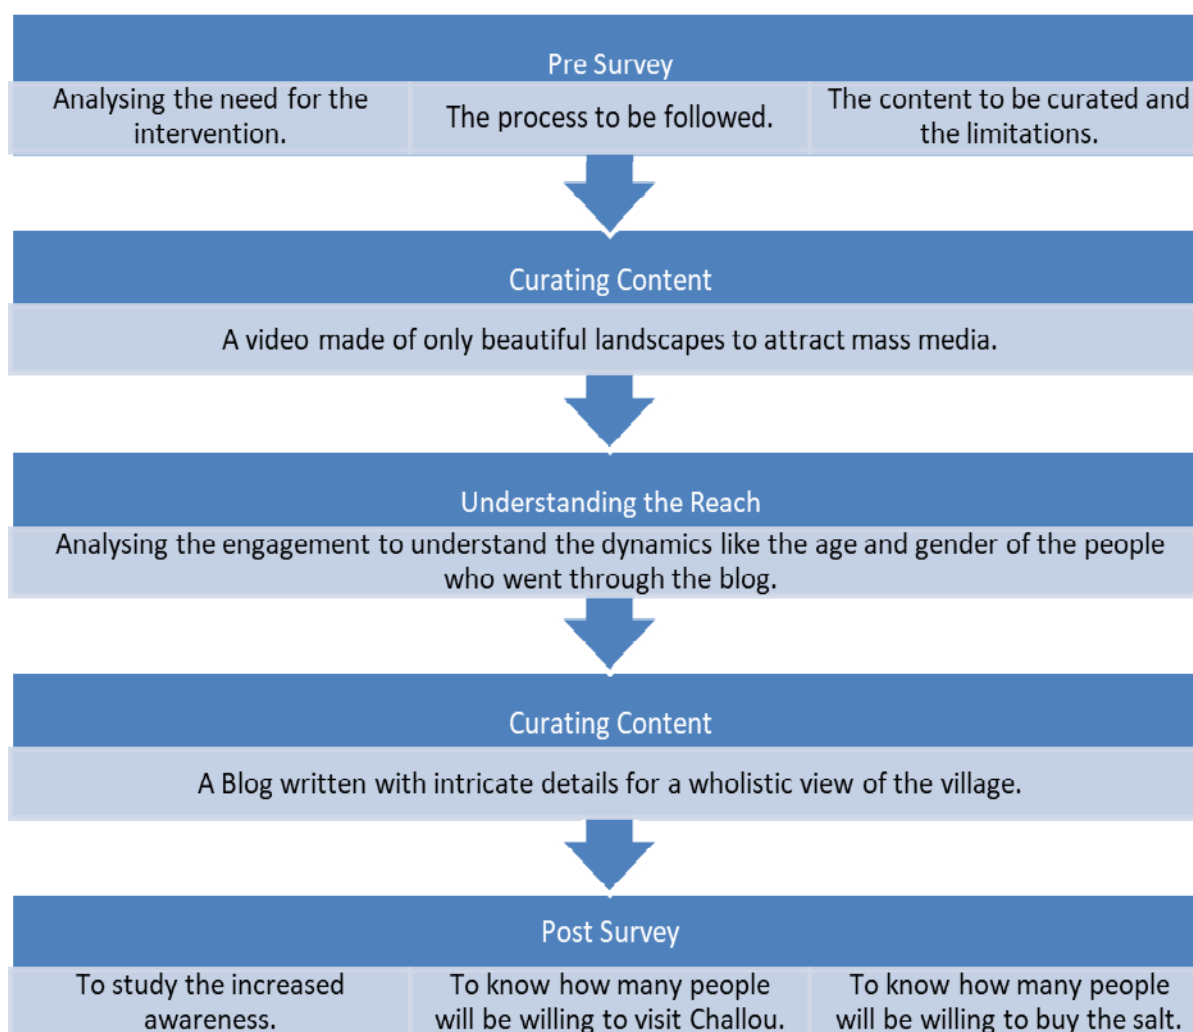 Pre Survey
Analysing the need for the
intervention.
The process to be followed.
The content to be curated and
the limitations.
Curating Content
A video made of only beautiful landscapes to attract mass media.
Understanding the Reach
Analysing the engagement to understand the dynamics like the age and gender of the people
who went through the blog.
Curating Content
A Blog written with intricate details for a wholistic view of the village.
Post Survey
To study the increased
awareness.
To know how many people
will be willing to visit Challou.
To know how many people
will be willing to buy the salt.